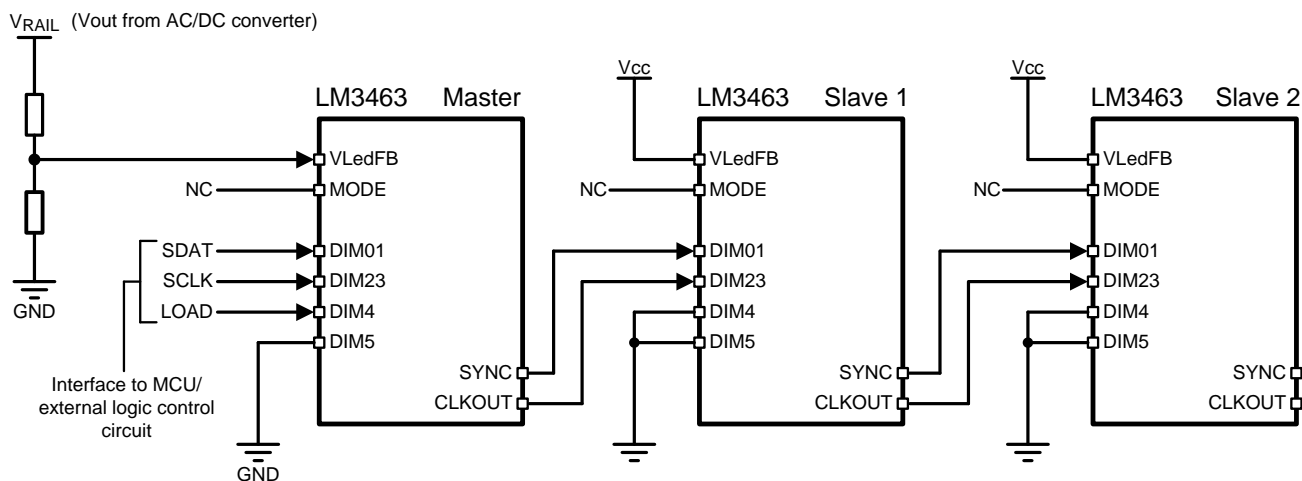 VRAIL (Vout from AC/DC converter)
LM3463 Master
VLedFB
NC MODE
SDAT DIM01
SCLK DIM23
LOAD DIM4
DIM5
SYNC
CLKOUT
GND
Interface to MCU/
external logic control
circuit
GND
Vcc
LM3463 Slave 1
VLedFB
NC MODE
DIM01
DIM23
DIM4
DIM5
SYNC
CLKOUT
Vcc
LM3463 Slave 2
VLedFB
NC MODE
DIM01
DIM23
DIM4
DIM5
SYNC
CLKOUT